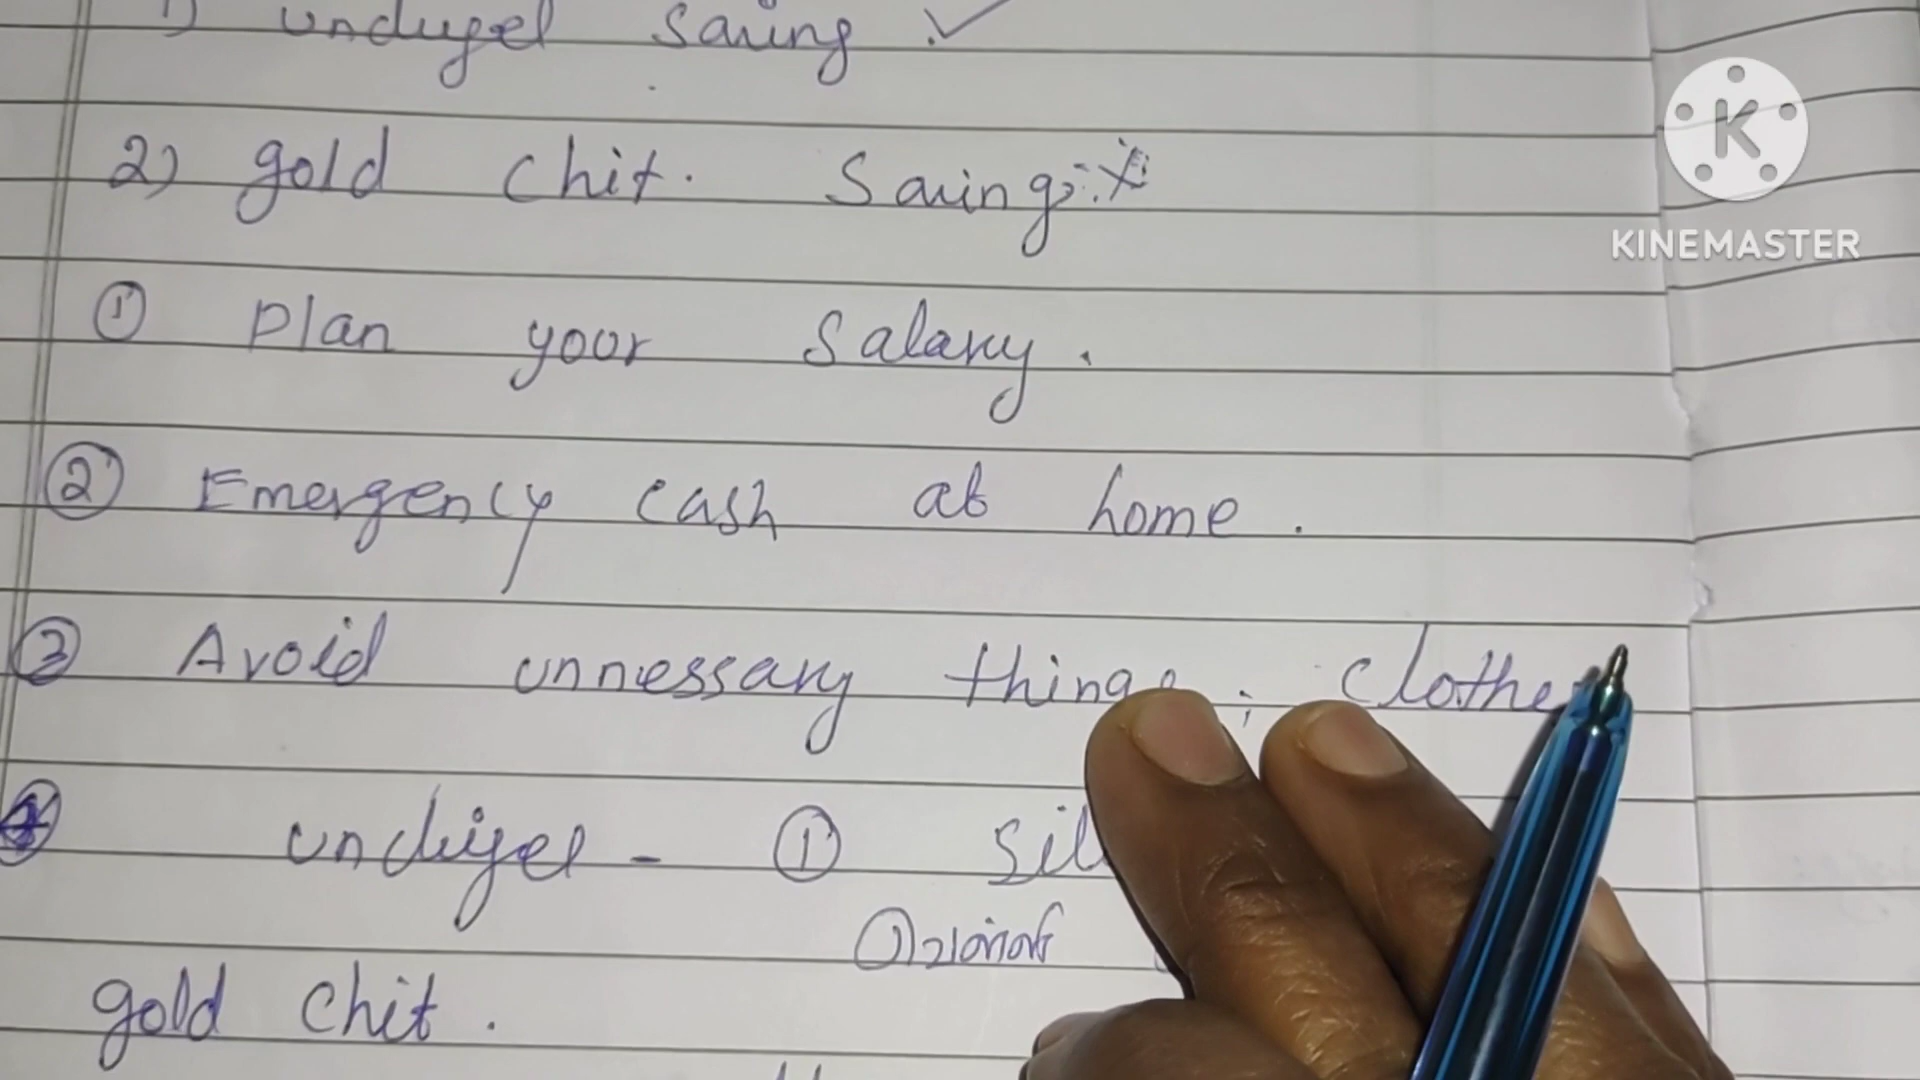 1) undiyel Saving ✓
2) gold chit. Saving
① Plan your Salary.
② Emergency cash at home.
③ Avoid unnessary things; clothe
undiyel - ① Sil
gold chit.
KINEMASTER